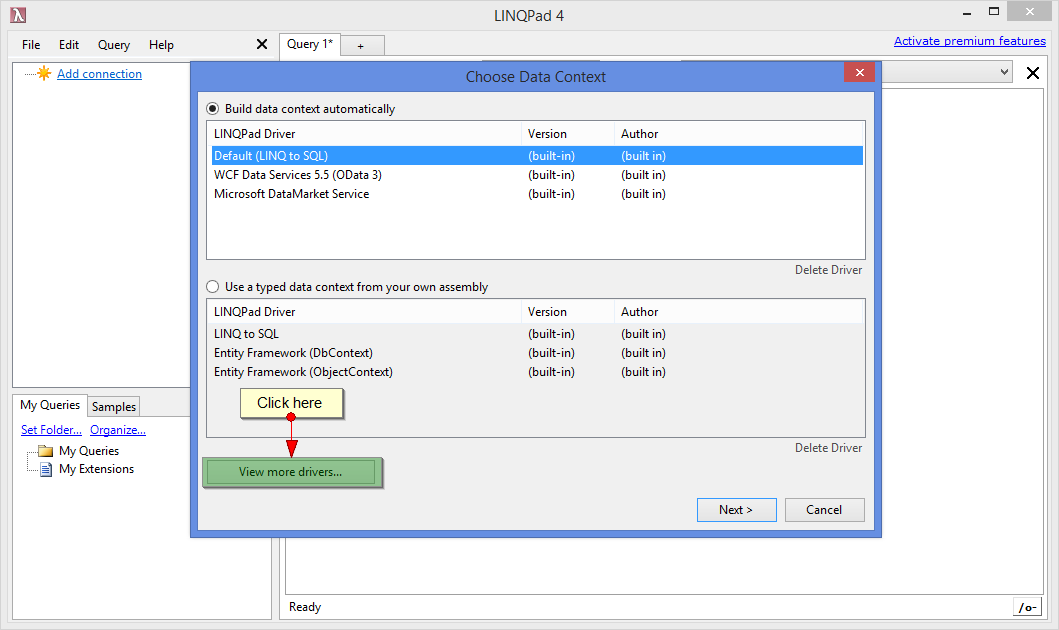 LINQPad 4
File Edit Query Help
Query 1*
+
Activate premium features
Add connection
Choose Data Context
Build data context automatically
LINQPad Driver Version Author
Default (LINQ to SQL) (built-in) (built in)
WCF Data Services 5.5 (OData 3) (built-in) (built in)
Microsoft DataMarket Service (built-in) (built in)
Delete Driver
Use a typed data context from your own assembly
LINQPad Driver Version Author
LINQ to SQL (built-in) (built in)
Entity Framework (DbContext) (built-in) (built in)
Entity Framework (ObjectContext) (built-in) (built in)
Click here
Delete Driver
View more drivers...
Next >
Cancel
My Queries Samples
Set Folder... Organize...
My Queries
My Extensions
Ready
/o-